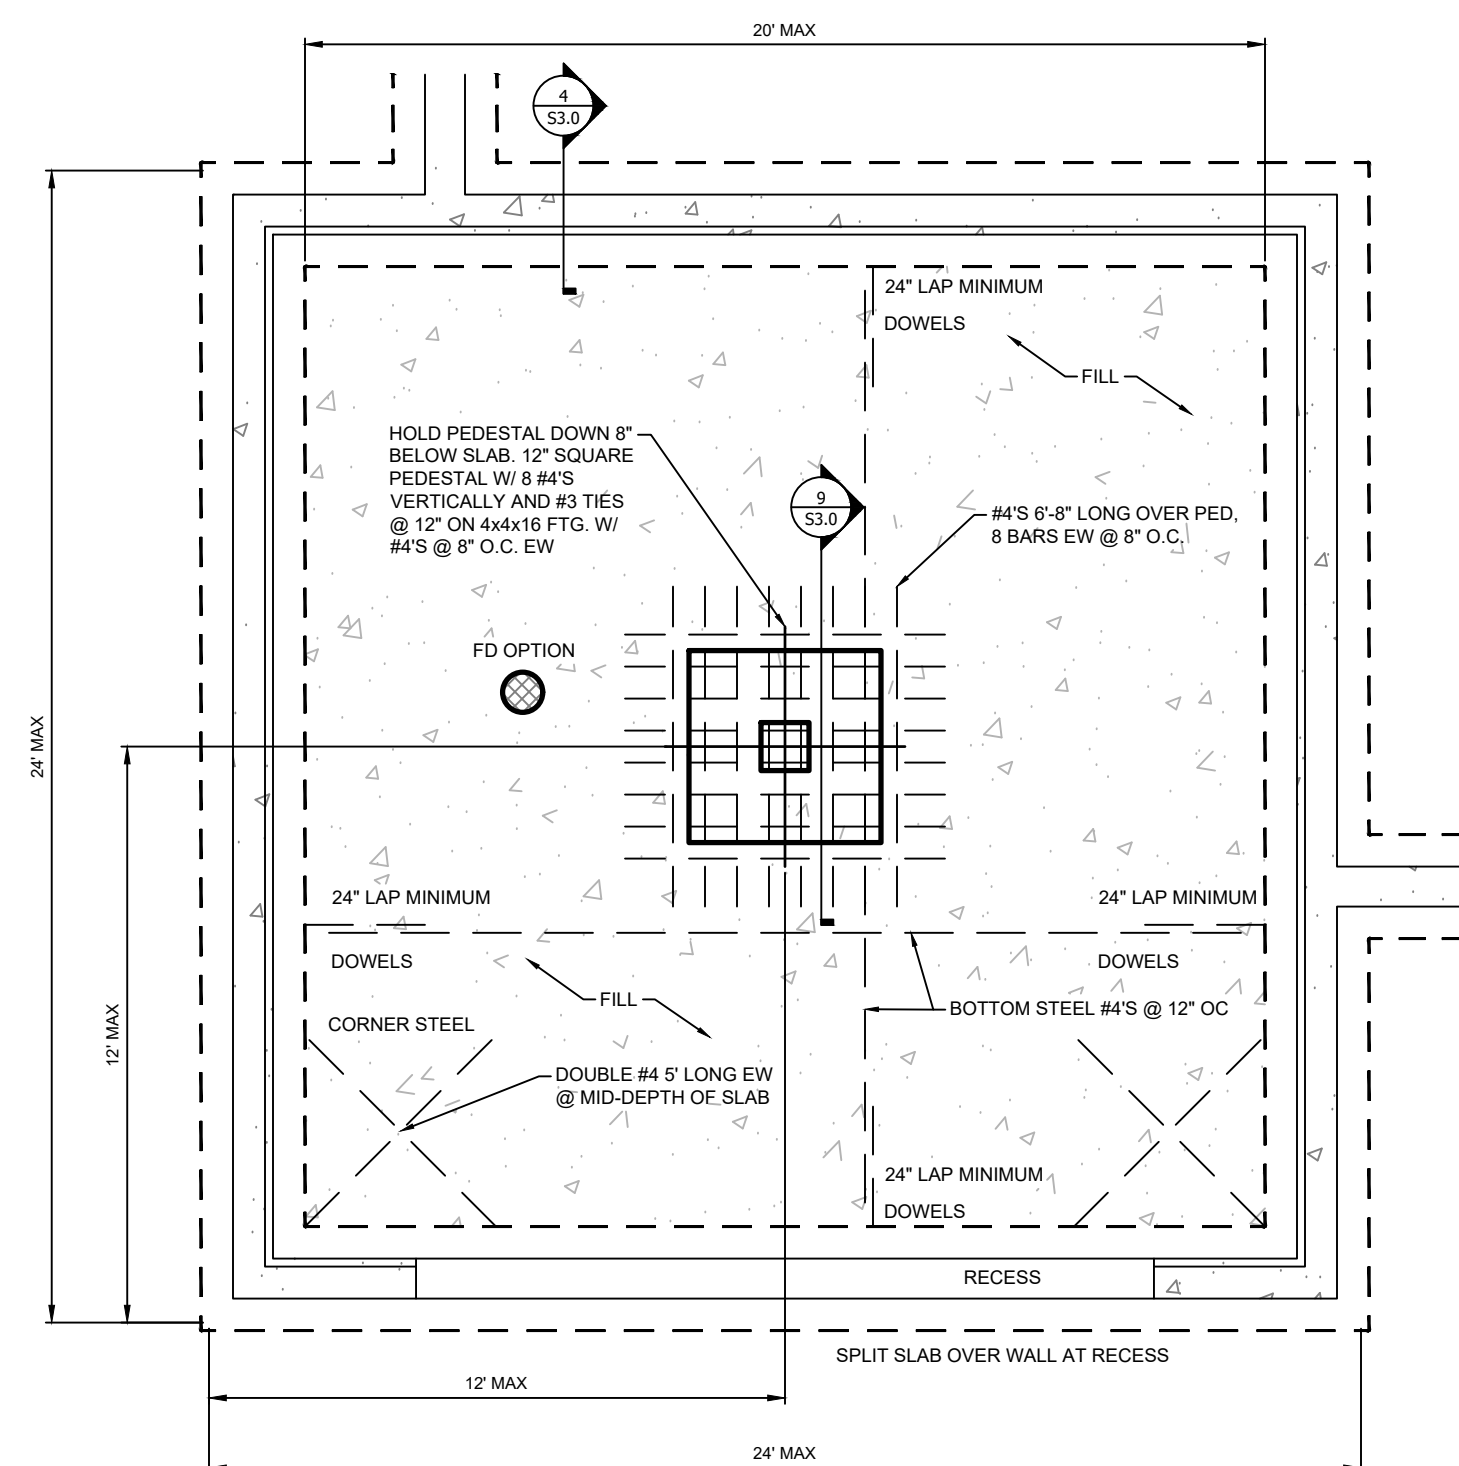 20' MAX
4
S3.0
24" LAP MINIMUM
DOWELS
FILL
HOLD PEDESTAL DOWN 8"
BELOW SLAB. 12" SQUARE
PEDESTAL W/ 8 #4'S
VERTICALLY AND #3 TIES
@ 12" ON 4x4x16 FTG. W/
#4'S @ 8" O.C. EW
9
S3.0
#4'S 6'-8" LONG OVER PED,
8 BARS EW @ 8" O.C.
FD OPTION
24' MAX
24" LAP MINIMUM
24" LAP MINIMUM
DOWELS
DOWELS
FILL
BOTTOM STEEL #4'S @ 12" OC
CORNER STEEL
12' MAX
DOUBLE #4 5' LONG EW
@ MID-DEPTH OF SLAB
24" LAP MINIMUM
DOWELS
RECESS
SPLIT SLAB OVER WALL AT RECESS
12' MAX
24' MAX